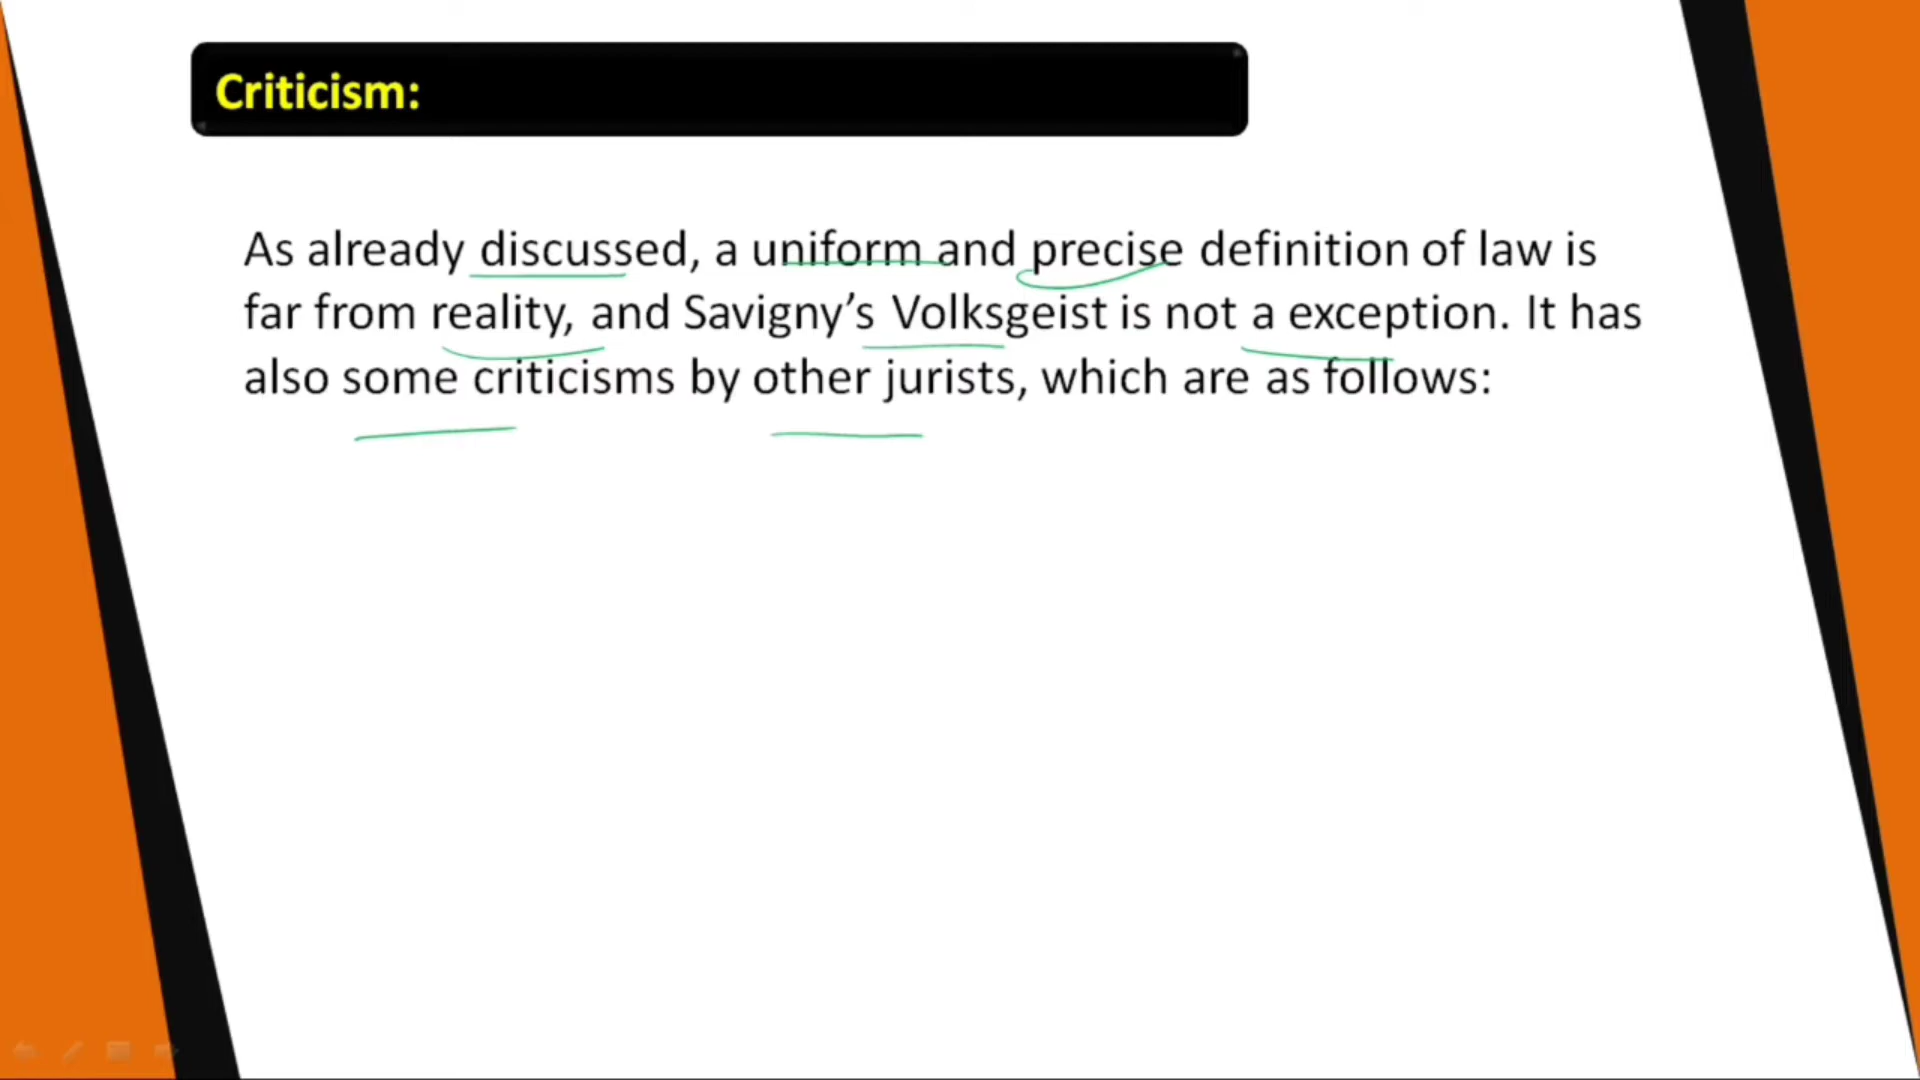 Criticism:
As already discussed, a uniform and precise definition of law is
far from reality, and Savigny’s Volksgeist is not a exception. It has
also some criticisms by other jurists, which are as follows: